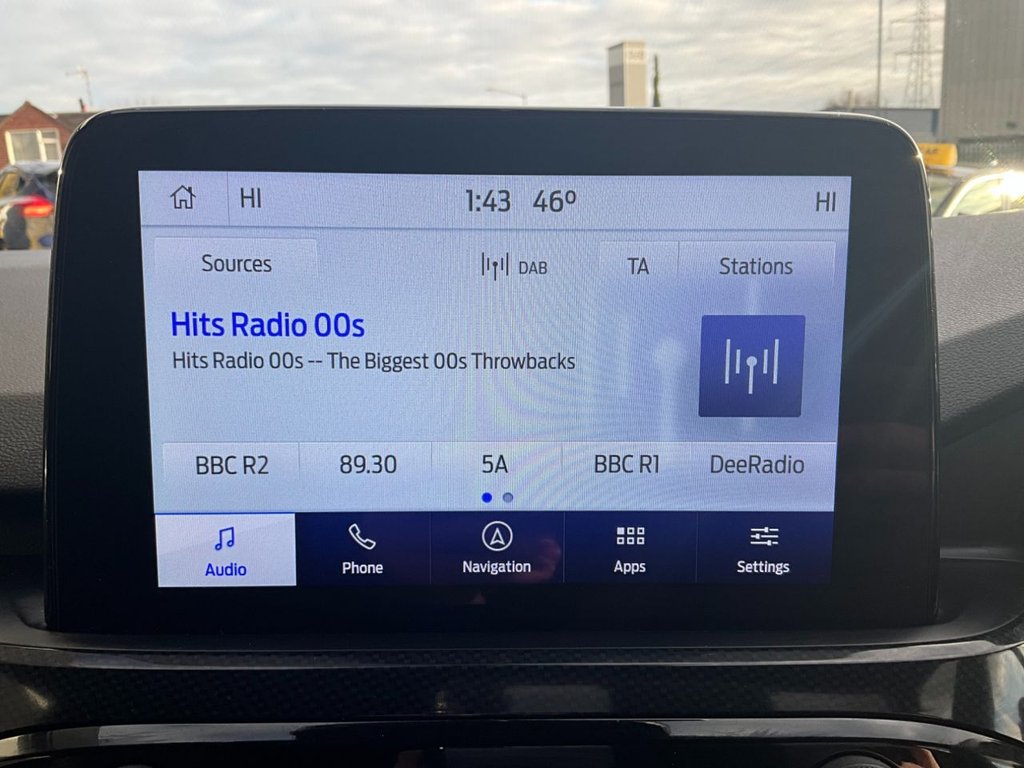 HI 1:43 46º HI
Sources DAB TA Stations
Hits Radio 00s
Hits Radio 00s -- The Biggest 00s Throwbacks
BBC R2 89.30 5A BBC R1 DeeRadio
Audio Phone Navigation Apps Settings